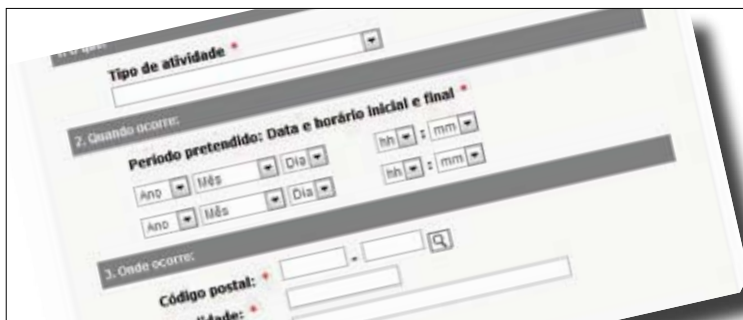 Tipo de atividade *
2. Quando ocorre:
Período pretendido: Data e horário inicial e final *
Ano Mês Dia hh : mm
Ano Mês Dia hh : mm
3. Onde ocorre:
Código postal: * -